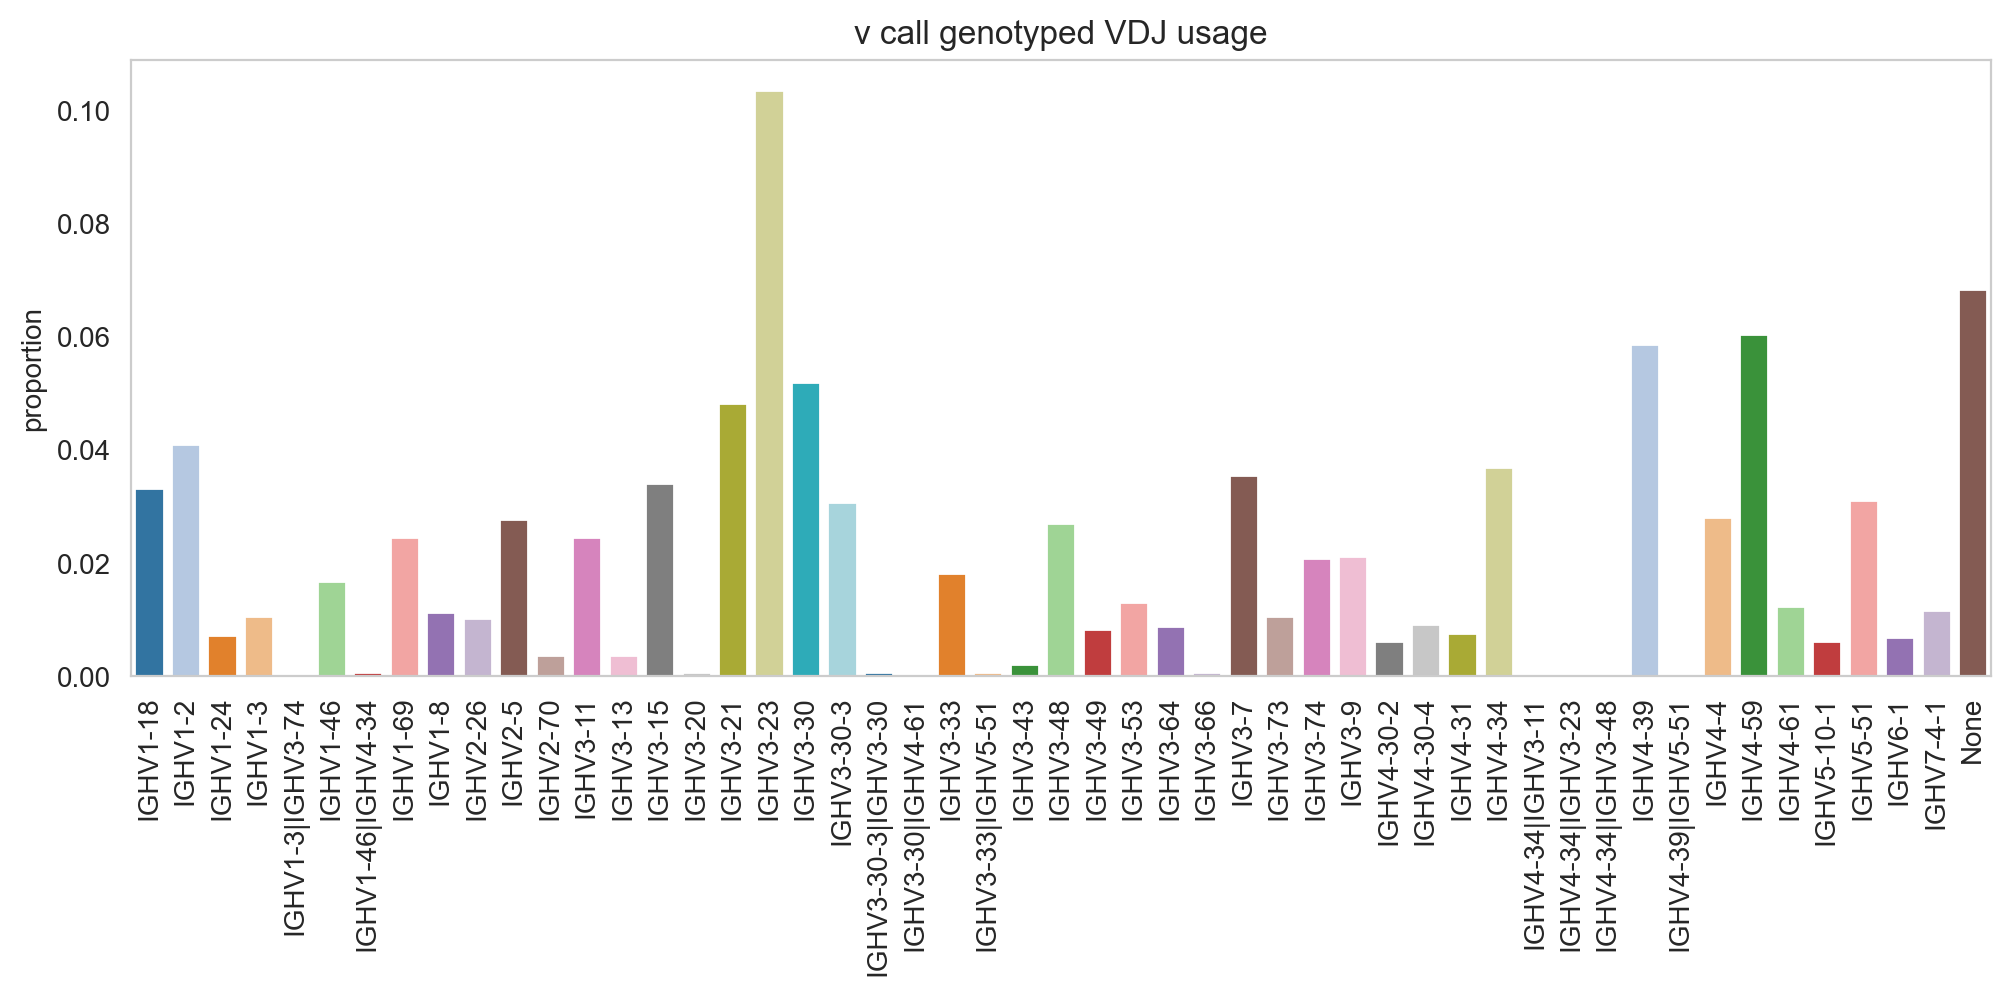 v call genotyped VDJ usage
proportion
0.10
0.08
0.06
0.04
0.02
0.00
IGHV1-18
IGHV1-2
IGHV1-24
IGHV1-3
IGHV1-3|IGHV3-74
IGHV1-46
IGHV1-46|IGHV4-34
IGHV1-69
IGHV1-8
IGHV2-26
IGHV2-5
IGHV2-70
IGHV3-11
IGHV3-13
IGHV3-15
IGHV3-20
IGHV3-21
IGHV3-23
IGHV3-30
IGHV3-30-3
IGHV3-30-3|IGHV3-30
IGHV3-30|IGHV4-61
IGHV3-33
IGHV3-33|IGHV5-51
IGHV3-43
IGHV3-48
IGHV3-49
IGHV3-53
IGHV3-64
IGHV3-66
IGHV3-7
IGHV3-73
IGHV3-74
IGHV3-9
IGHV4-30-2
IGHV4-30-4
IGHV4-31
IGHV4-34
IGHV4-34|IGHV3-11
IGHV4-34|IGHV3-23
IGHV4-34|IGHV3-48
IGHV4-39
IGHV4-39|IGHV5-51
IGHV4-4
IGHV4-59
IGHV4-61
IGHV5-10-1
IGHV5-51
IGHV6-1
IGHV7-4-1
None